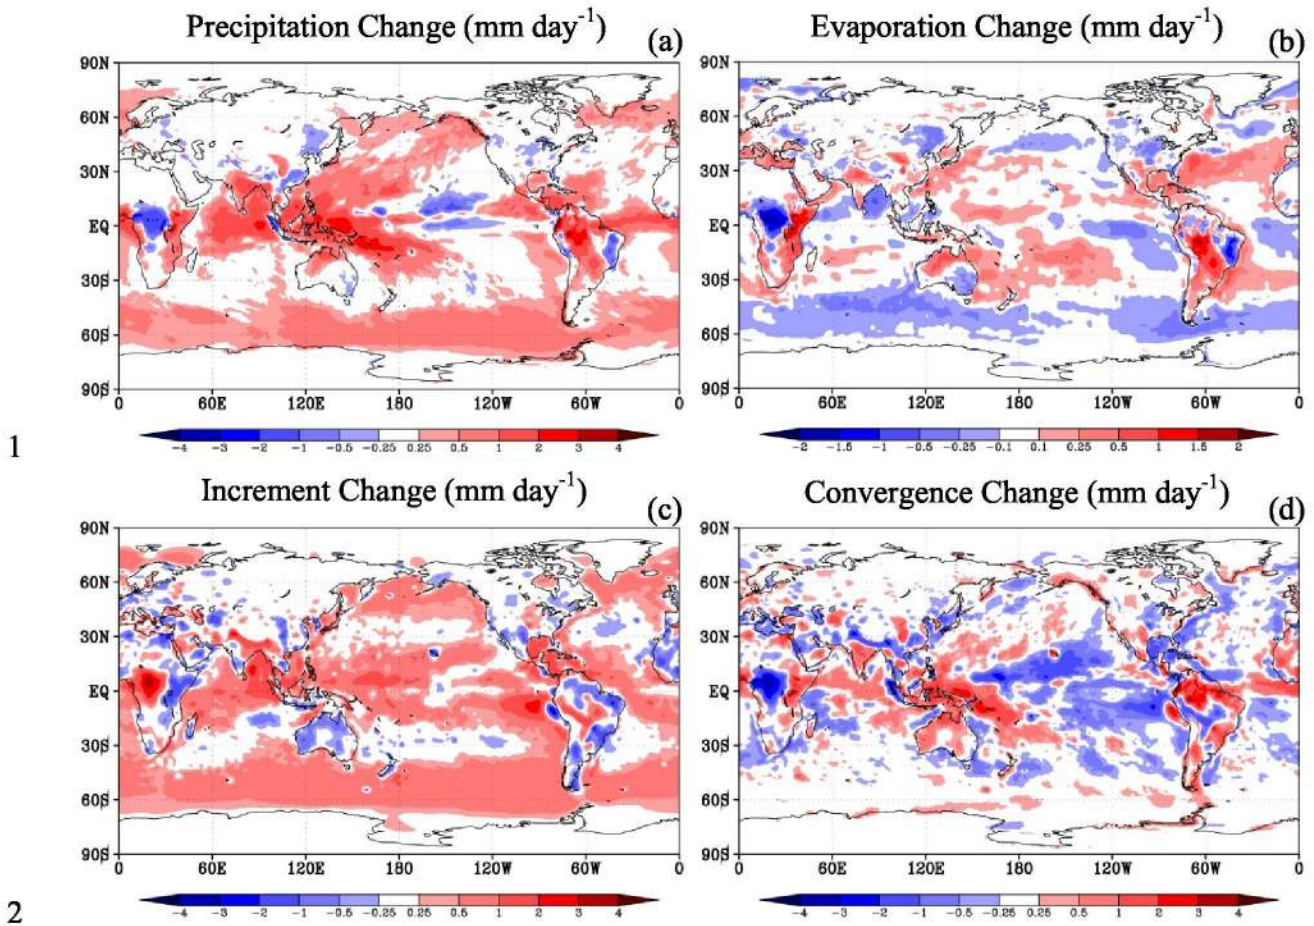 Precipitation Change (mm day-1) (a)
Evaporation Change (mm day-1) (b)
90N
60N
30N
EQ
30S
60S
90S
0 60E 120E 180 120W 60W 0
-4 -3 -2 -1 -0.5 -0.25 0.25 0.5 1 2 3 4
90N
60N
30N
EQ
30S
60S
90S
0 60E 120E 180 120W 60W 0
-2 -1.5 -1 -0.5 -0.25 -0.1 0.1 0.25 0.5 1 1.5 2
1
Increment Change (mm day-1) (c)
Convergence Change (mm day-1) (d)
90N
60N
30N
EQ
30S
60S
90S
0 60E 120E 180 120W 60W 0
-4 -3 -2 -1 -0.5 -0.25 0.25 0.5 1 2 3 4
90N
60N
30N
EQ
30S
60S
90S
0 60E 120E 180 120W 60W 0
-4 -3 -2 -1 -0.5 -0.25 0.25 0.5 1 2 3 4
2